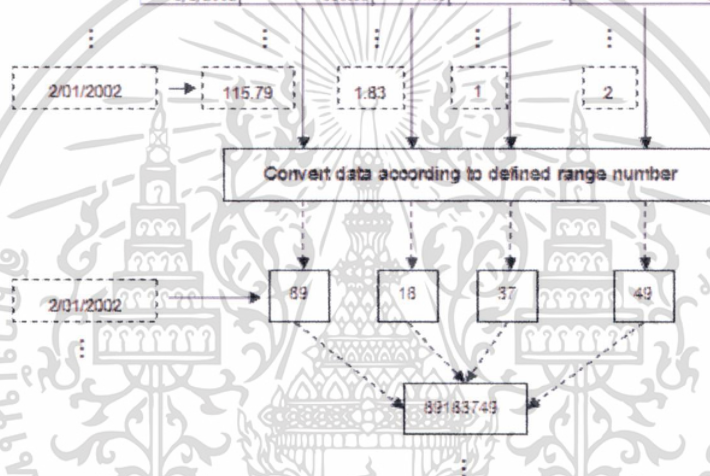 2/01/2002 115.79 1.83 1 2
Convert data according to defined range number
2/01/2002 89 18 37 49
89183749